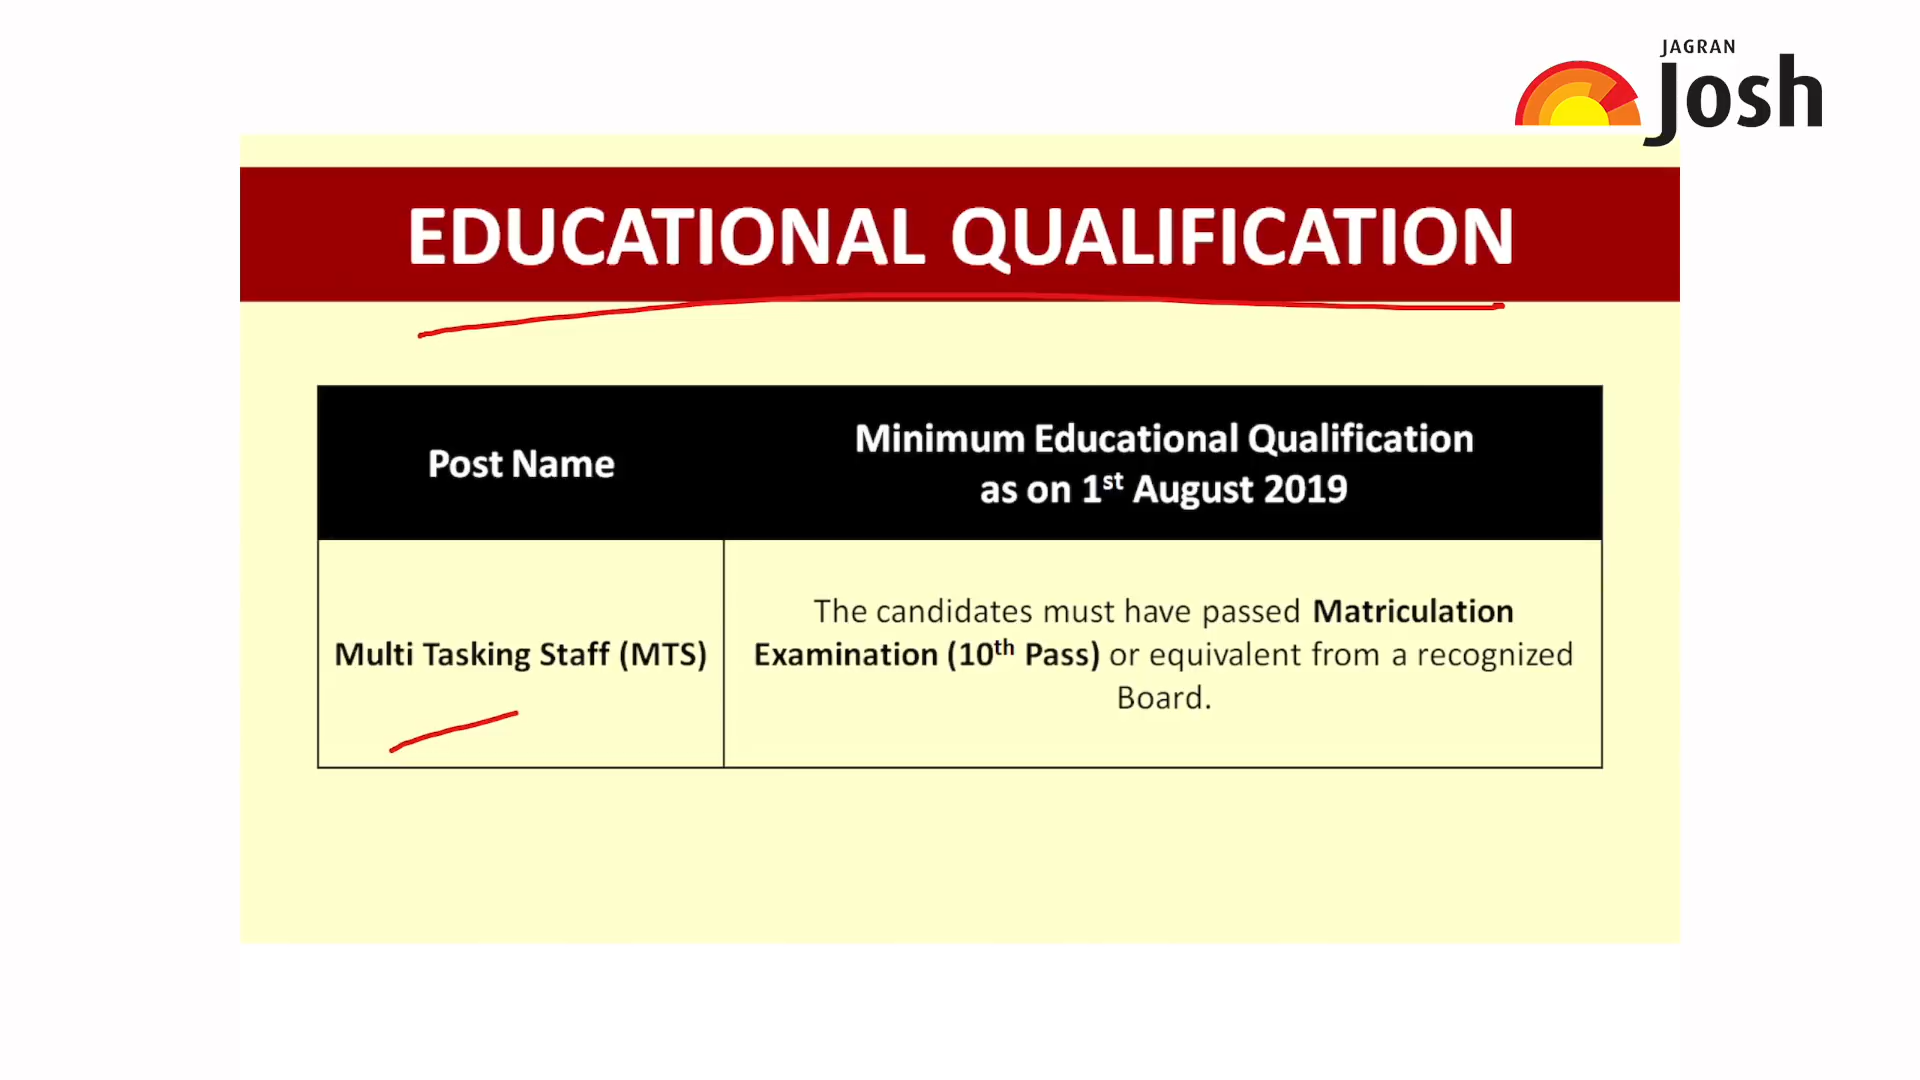 JAGRAN
Josh
EDUCATIONAL QUALIFICATION
Post Name
Minimum Educational Qualification
as on 1st August 2019
Multi Tasking Staff (MTS)
The candidates must have passed Matriculation
Examination (10th Pass) or equivalent from a recognized
Board.